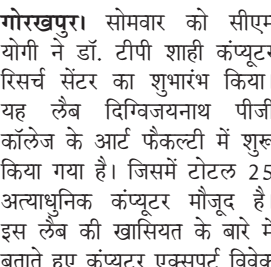 गोरखपुर। सोमवार को सीएम
योगी ने डॉ. टीपी शाही कंप्यूटर
रिसर्च सेंटर का शुभारंभ किया।
यह लैब दिग्विजयनाथ पीजी
कॉलेज के आर्ट फैकल्टी में शुरू
किया गया है। जिसमें टोटल 25
अत्याधुनिक कंप्यूटर मौजूद है।
इस लैब की खासियत के बारे में
बताते हुए कंप्यूटर एक्सपर्ट विवेक